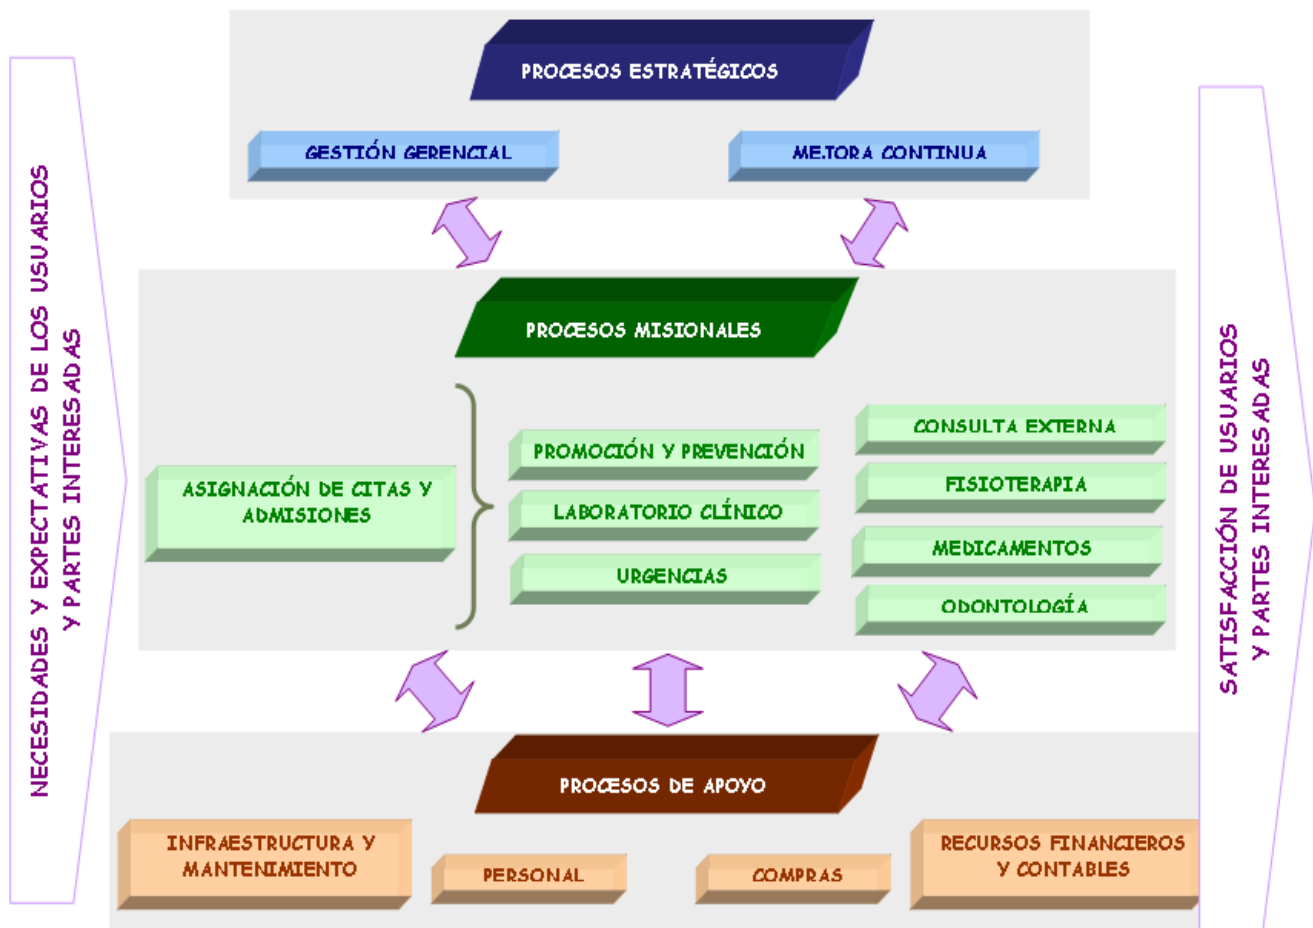 PROCESOS ESTRATÉGICOS
GESTIÓN GERENCIAL
MEJORA CONTINUA
NECESIDADES Y EXPECTATIVAS DE LOS USUARIOS
Y PARTES INTERESADAS
PROCESOS MISIONALES
ASIGNACIÓN DE CITAS Y
ADMISIONES
PROMOCIÓN Y PREVENCIÓN
LABORATORIO CLÍNICO
URGENCIAS
CONSULTA EXTERNA
FISIOTERAPIA
MEDICAMENTOS
ODONTOLOGÍA
SATISFACCIÓN DE USUARIOS
Y PARTES INTERESADAS
PROCESOS DE APOYO
INFRAESTRUCTURA Y
MANTENIMIENTO
PERSONAL
COMPRAS
RECURSOS FINANCIEROS
Y CONTABLES